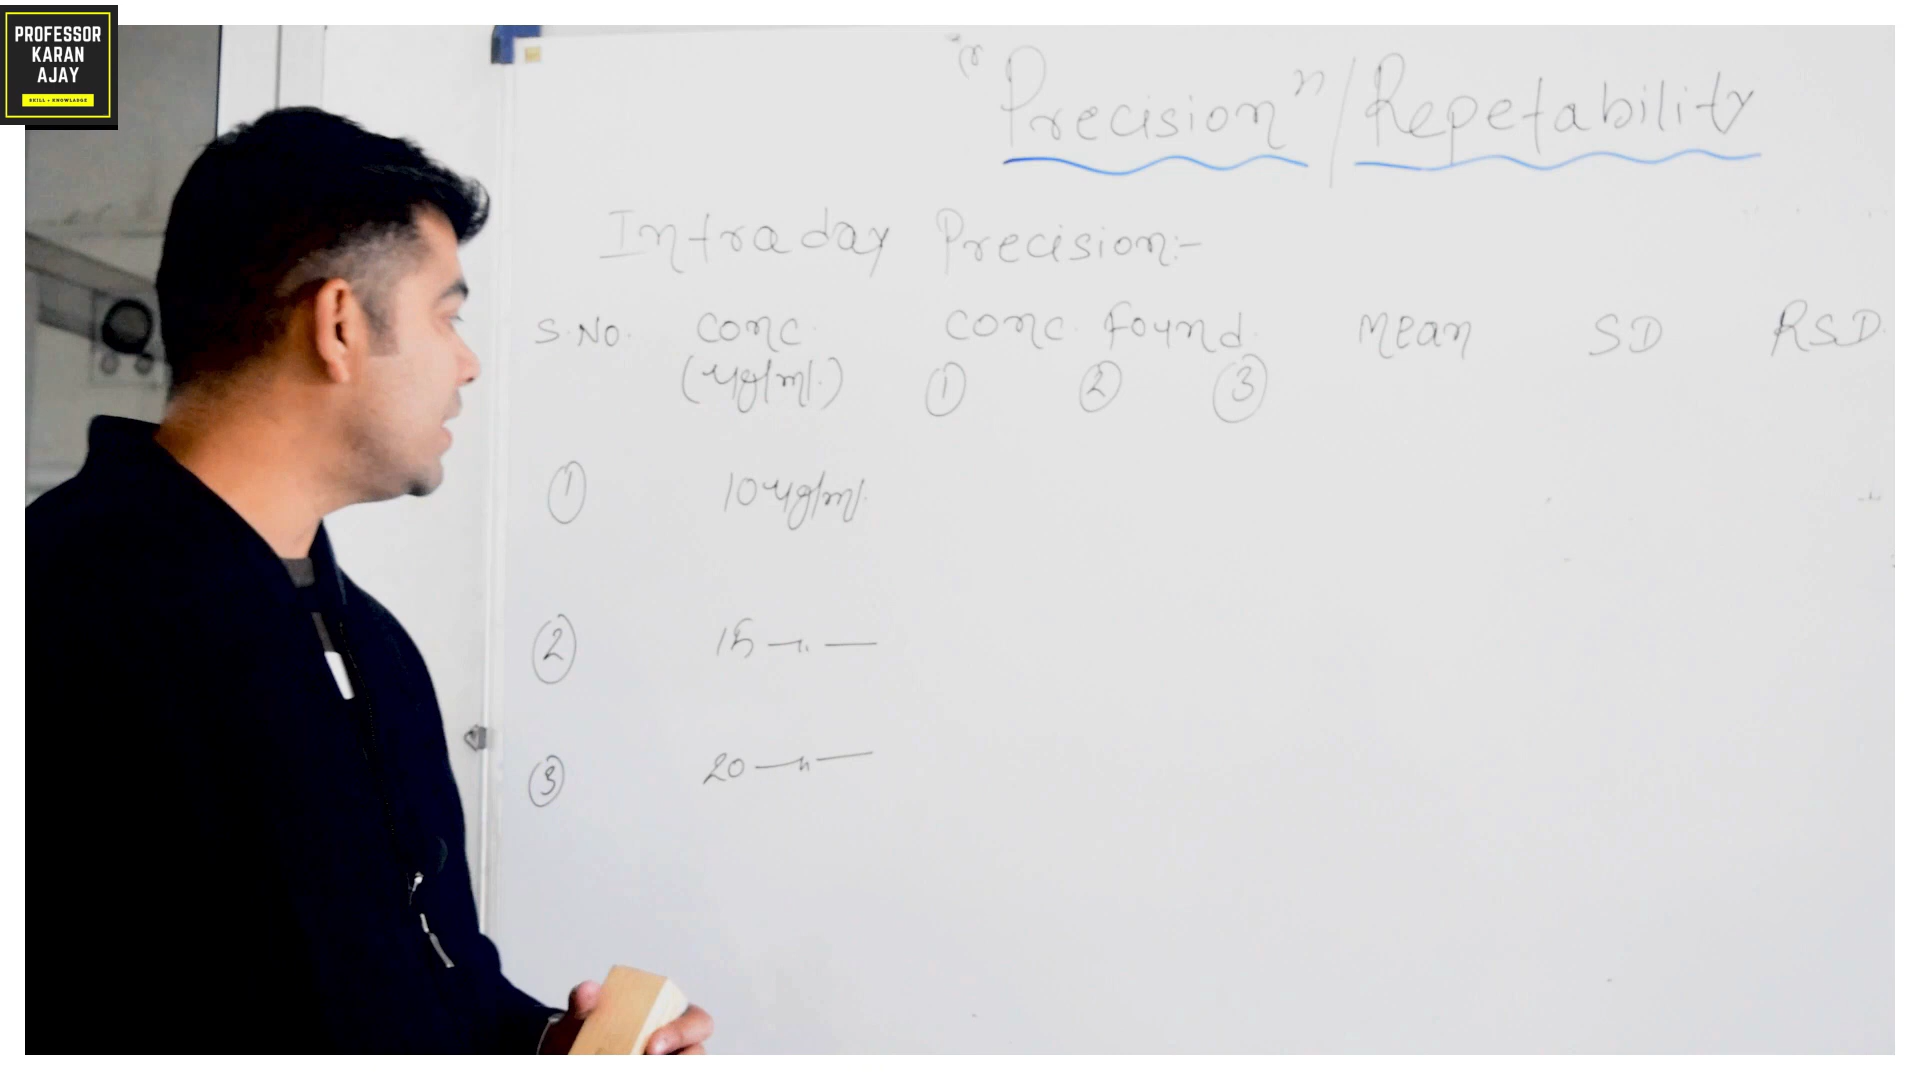 PROFESSOR
KARAN
AJAY
SKILL + KNOWLADGE
"Precision" / Repetability
Intraday Precision:-
S.No. Conc. Conc. Found. Mean SD RSD.
(μg/ml.) ① ② ③
① 10 μg/ml.
② 15 —〃—
③ 20 —〃—